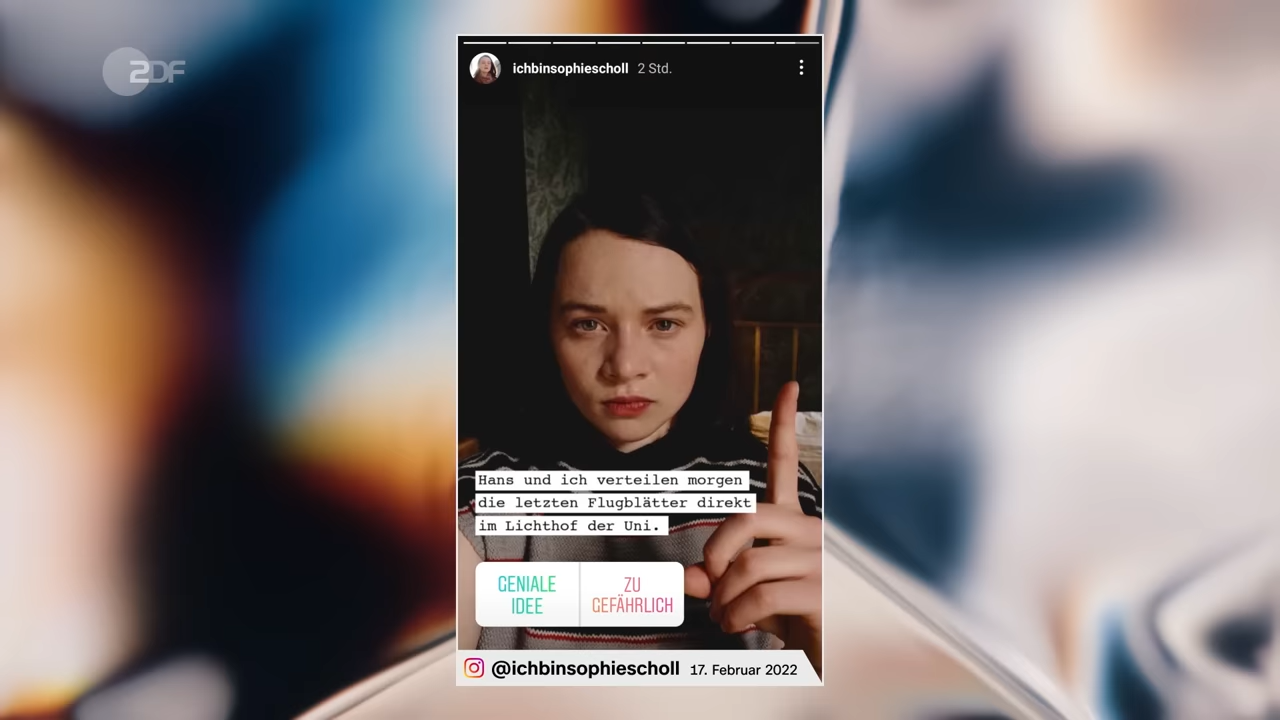 ZDF
ichbinsophiescholl 2 Std.
Hans und ich verteilen morgen
die letzten Flugblätter direkt
im Lichthof der Uni.
GENIALE
IDEE
ZU
GEFÄHRLICH
@ichbinsophiescholl 17. Februar 2022